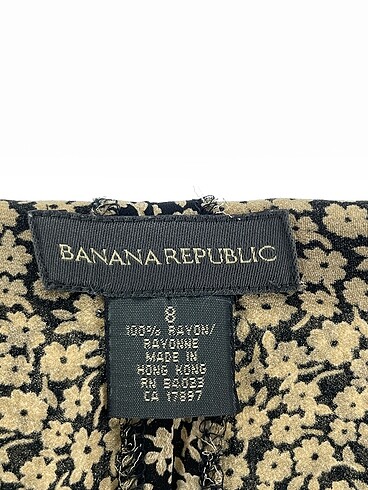 BANANA REPUBLIC
8
100% RAYON/
RAYONNE
MADE IN
HONG KONG
RN 54023
CA 17897